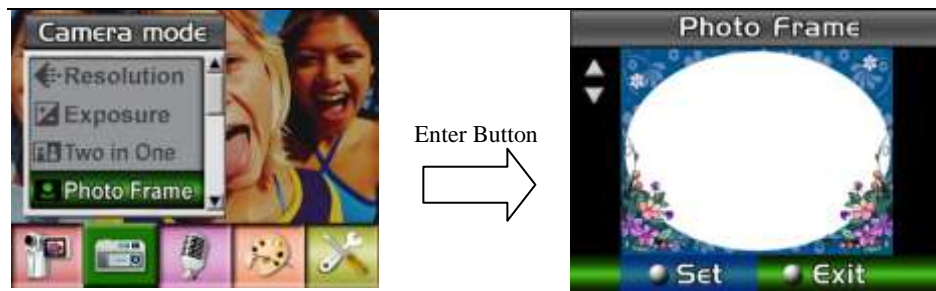 Camera mode
Resolution
Exposure
Two in One
Photo Frame
Enter Button
Photo Frame
Set Exit